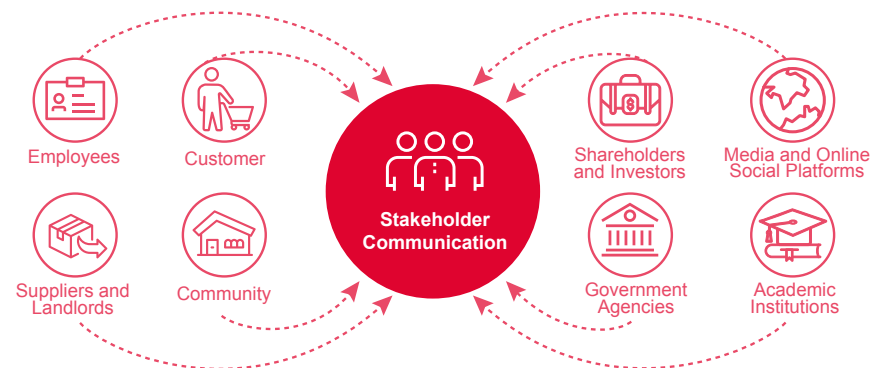 Employees
Customer
Stakeholder
Communication
$
Shareholders
and Investors
Media and Online
Social Platforms
Suppliers and
Landlords
Community
Government
Agencies
Academic
Institutions